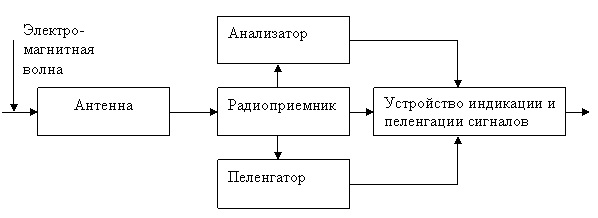 Электро-
магнитная
волна
Анализатор
Антенна
Радиоприемник
Устройство индикации и
пеленгации сигналов
Пеленгатор